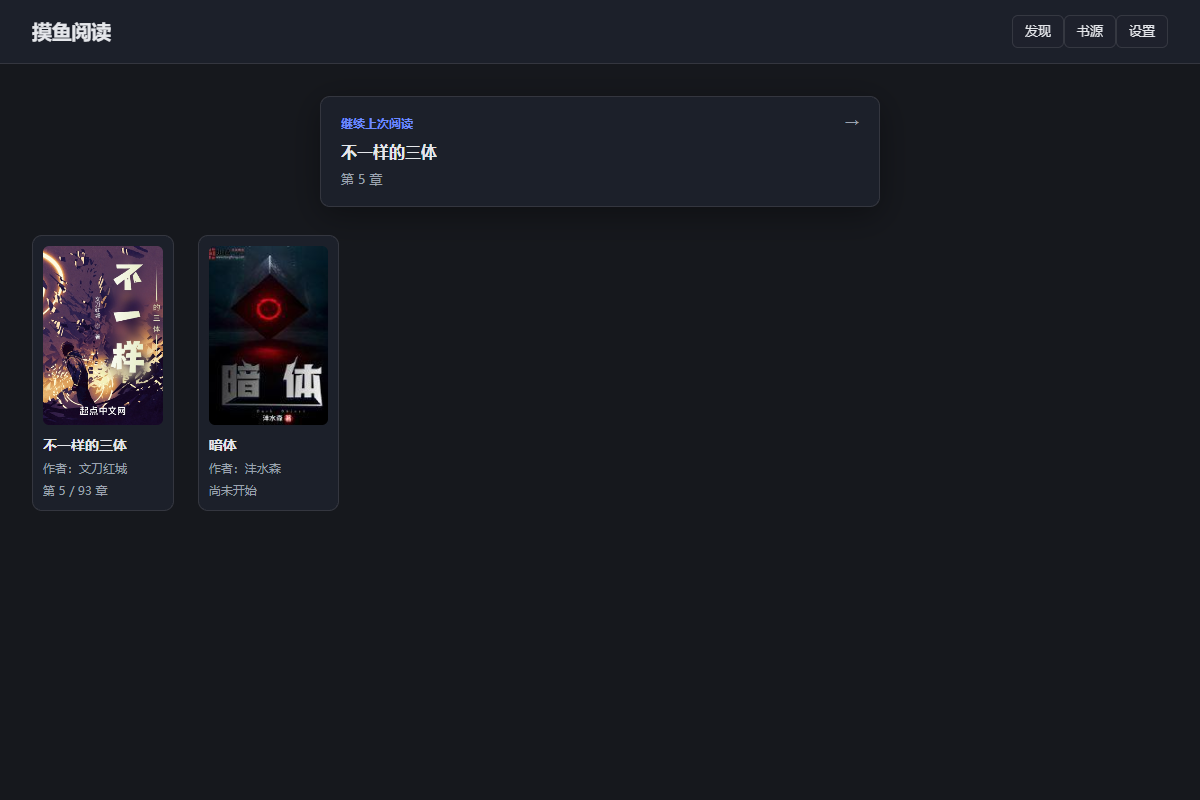 摸鱼阅读
发现
书源
设置
继续上次阅读
→
不一样的三体
第 5 章
不一样
的三体
起点中文网
不一样的三体
作者：文刀红城
第 5 / 93 章
暗体
Dark Object
沣水森 著
暗体
作者：沣水森
尚未开始